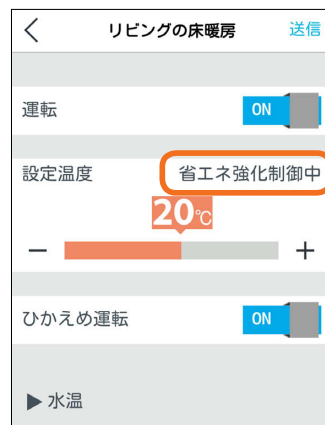 リビングの床暖房 送信
運転 ON
設定温度 省エネ強化制御中
20℃
− +
ひかえめ運転 ON
▶水温